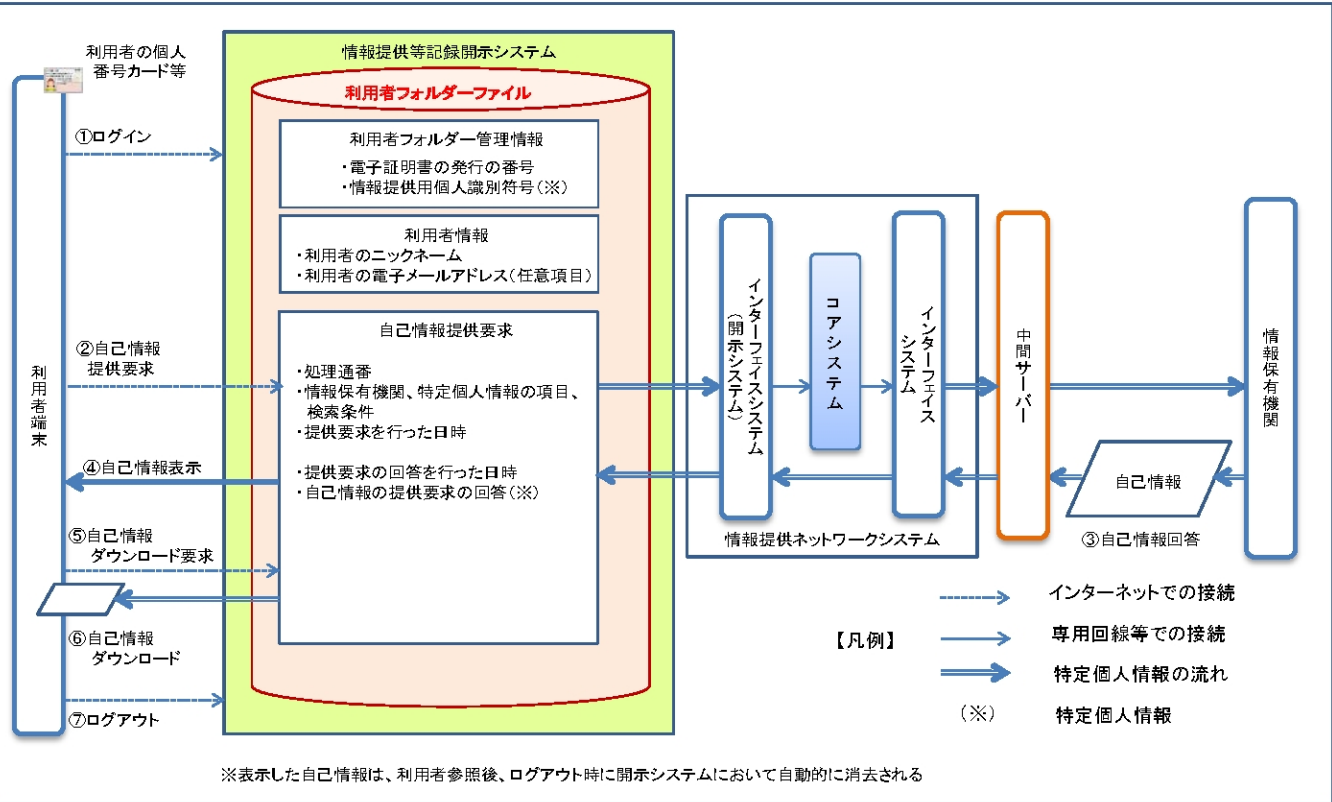 利用者の個人
番号カード等
①ログイン
②自己情報
提供要求
④自己情報表示
⑤自己情報
ダウンロード要求
⑥自己情報
ダウンロード
⑦ログアウト
利用者端末
情報提供等記録開示システム
利用者フォルダーファイル
利用者フォルダー管理情報
・電子証明書の発行の番号
・情報提供用個人識別符号(※)
利用者情報
・利用者のニックネーム
・利用者の電子メールアドレス(任意項目)
自己情報提供要求
・処理通番
・情報保有機関、特定個人情報の項目、
検索条件
・提供要求を行った日時
・提供要求の回答を行った日時
・自己情報の提供要求の回答(※)
インターフェイスシステム
(開示システム)
コアシステム
インターフェイス
システム
情報提供ネットワークシステム
中間サーバー
自己情報
③自己情報回答
情報保有機関
【凡例】
インターネットでの接続
専用回線等での接続
特定個人情報の流れ
(※) 特定個人情報
※表示した自己情報は、利用者参照後、ログアウト時に開示システムにおいて自動的に消去される